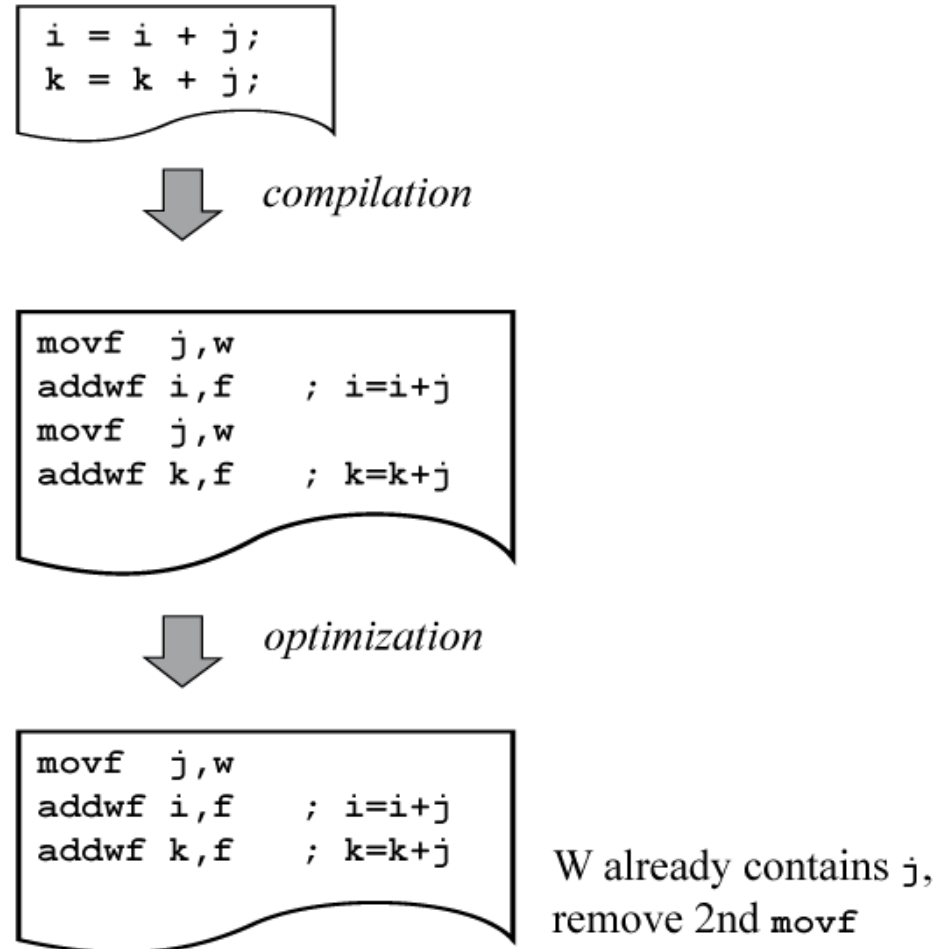 i = i + j;
k = k + j;
compilation
movf j,w
addwf i,f ; i=i+j
movf j,w
addwf k,f ; k=k+j
optimization
movf j,w
addwf i,f ; i=i+j
addwf k,f ; k=k+j
W already contains j,
remove 2nd movf